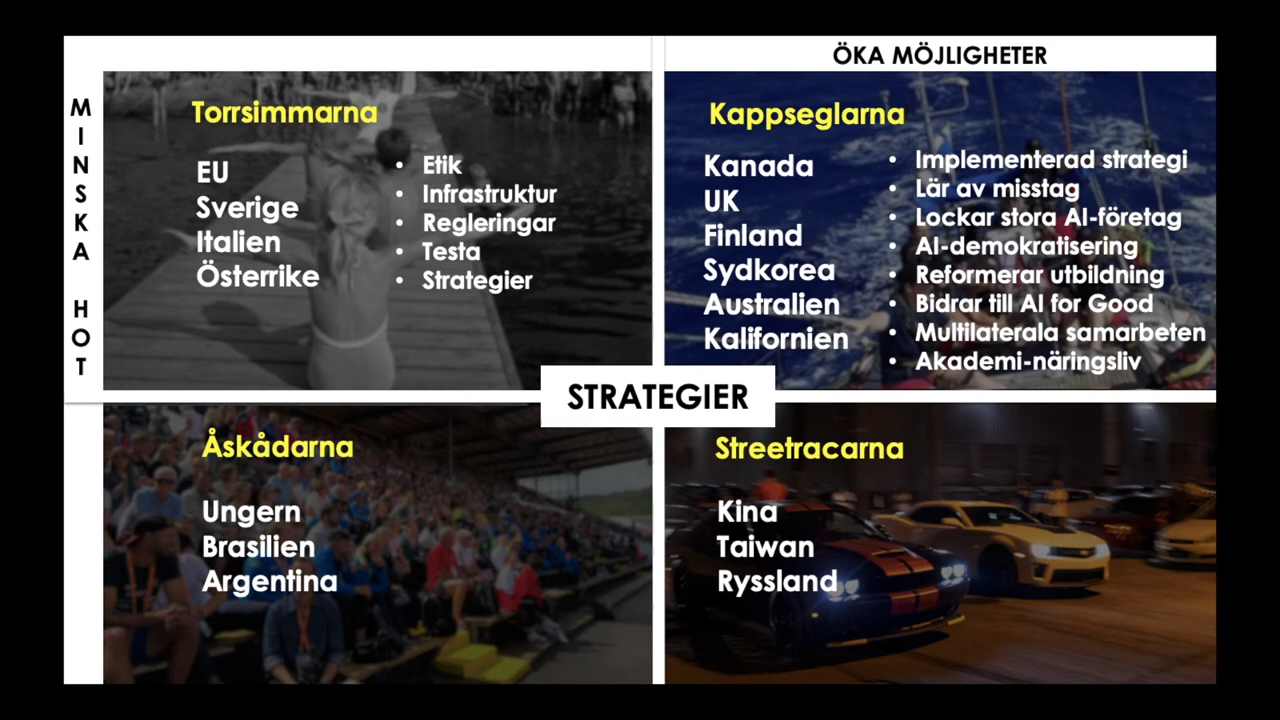 ÖKA MÖJLIGHETER
MINSKA HOT
Torrsimmarna
EU
Sverige
Italien
Österrike
• Etik
• Infrastruktur
• Regleringar
• Testa
• Strategier
Kappseglarna
Kanada
UK
Finland
Sydkorea
Australien
Kalifornien
• Implementerad strategi
• Lär av misstag
• Lockar stora AI-företag
• AI-demokratisering
• Reformerar utbildning
• Bidrar till AI for Good
• Multilaterala samarbeten
• Akademi-näringsliv
STRATEGIER
Åskådarna
Ungern
Brasilien
Argentina
Streetracarna
Kina
Taiwan
Ryssland